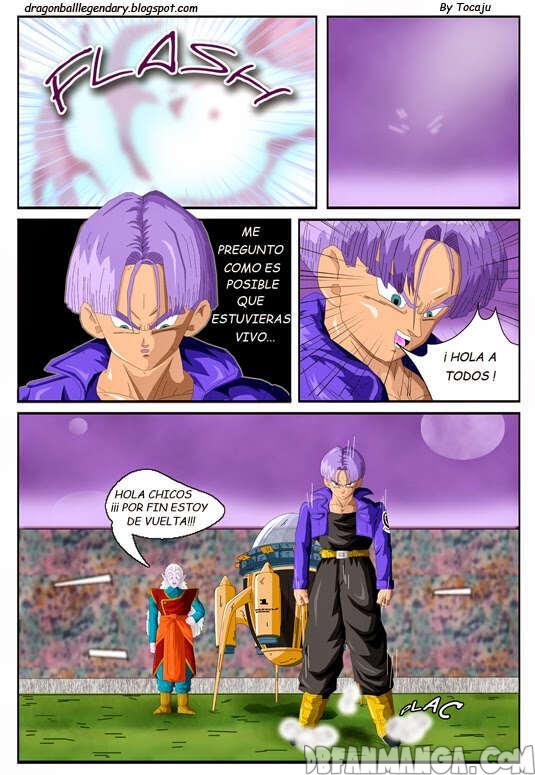 dragonballlegendary.blogspot.com
By Tocaju
FLASH
ME
PREGUNTO
COMO ES
POSIBLE
QUE
ESTUVIERAS
VIVO...
¡ HOLA A
TODOS !
HOLA CHICOS
¡¡¡ POR FIN ESTOY
DE VUELTA!!!
PLAC
DBFANMANGA.COM